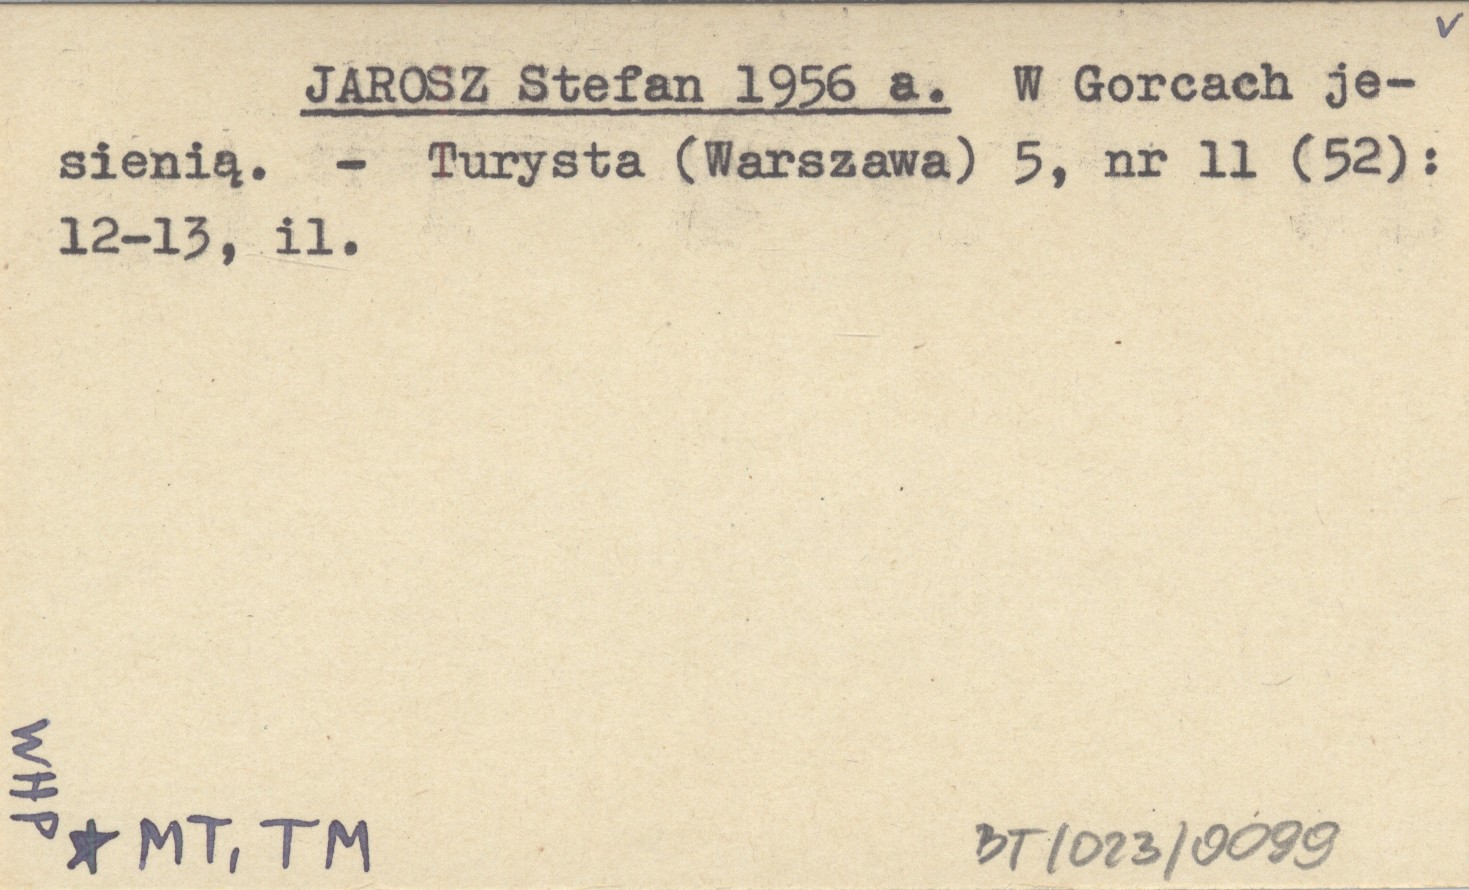 v
JAROSZ Stefan 1956 a. W Gorcach je-
sienią. - Turysta (Warszawa) 5, nr 11 (52):
12-13, il.
WHP
★ MT, TM
BT/023/0099